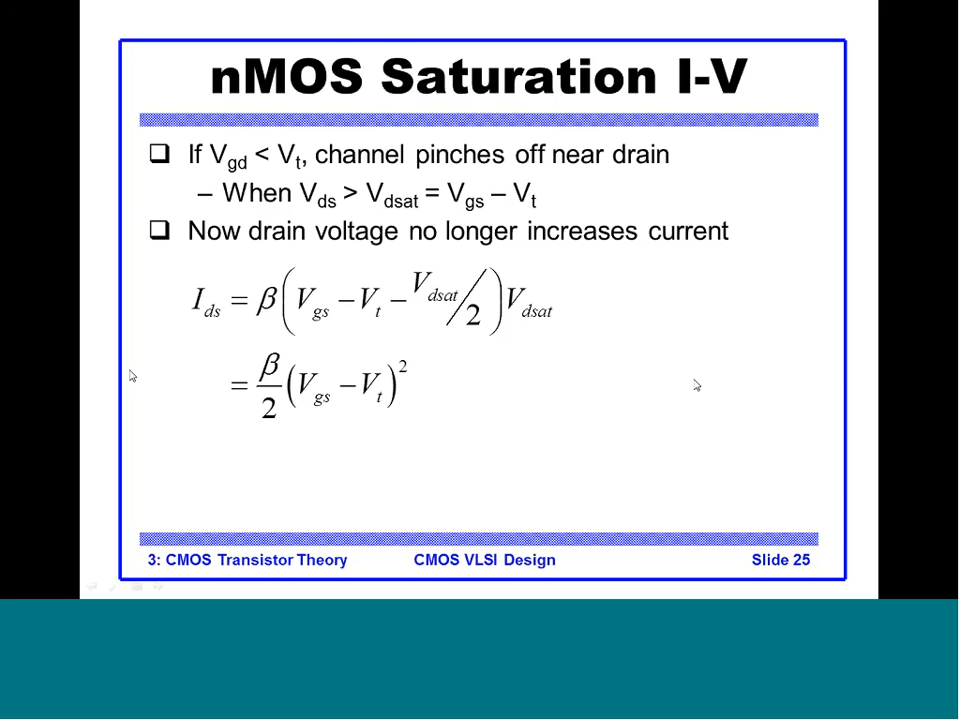 nMOS Saturation I-V
❑ If Vgd < Vt, channel pinches off near drain
– When Vds > Vdsat = Vgs – Vt
❑ Now drain voltage no longer increases current
Ids = β(Vgs − Vt − Vdsat/2)Vdsat
= β/2 (Vgs − Vt)²
3: CMOS Transistor Theory CMOS VLSI Design Slide 25